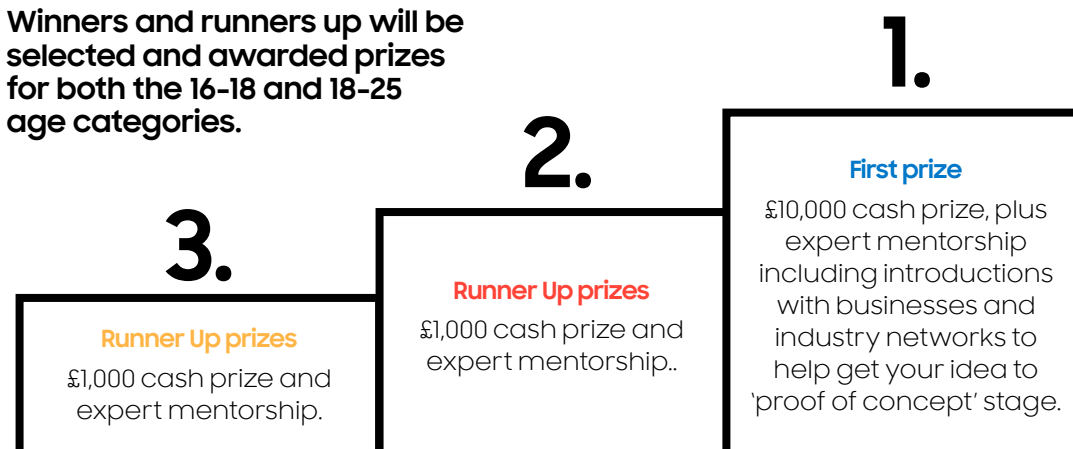 Winners and runners up will be
selected and awarded prizes
for both the 16-18 and 18-25
age categories.
1.
First prize
£10,000 cash prize, plus
expert mentorship
including introductions
with businesses and
industry networks to
help get your idea to
‘proof of concept’ stage.
2.
Runner Up prizes
£1,000 cash prize and
expert mentorship..
3.
Runner Up prizes
£1,000 cash prize and
expert mentorship.